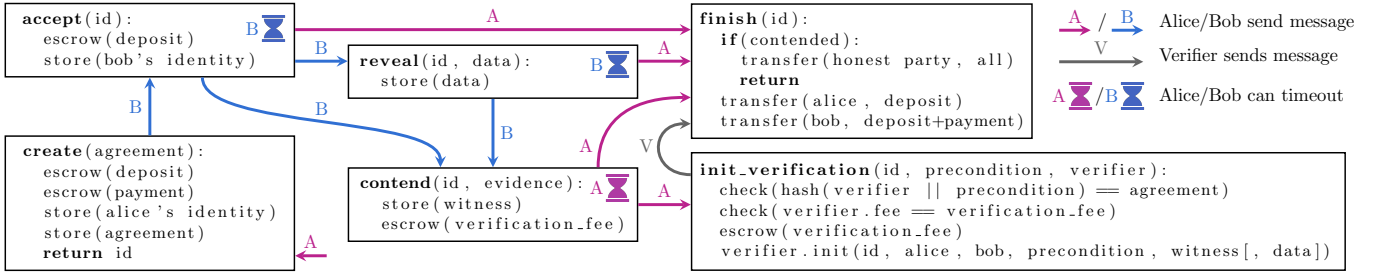 accept(id):
escrow(deposit)
store(bob's identity)
B
A
B
reveal(id, data):
store(data)
B
A
finish(id):
if(contended):
transfer(honest party, all)
return
transfer(alice, deposit)
transfer(bob, deposit+payment)
A / B Alice/Bob send message
V Verifier sends message
A / B Alice/Bob can timeout
B
B
B
A
V
create(agreement):
escrow(deposit)
escrow(payment)
store(alice's identity)
store(agreement)
return id
A
contend(id, evidence):
store(witness)
escrow(verification_fee)
A
A
init_verification(id, precondition, verifier):
check(hash(verifier || precondition) == agreement)
check(verifier.fee == verification_fee)
escrow(verification_fee)
verifier.init(id, alice, bob, precondition, witness[, data])